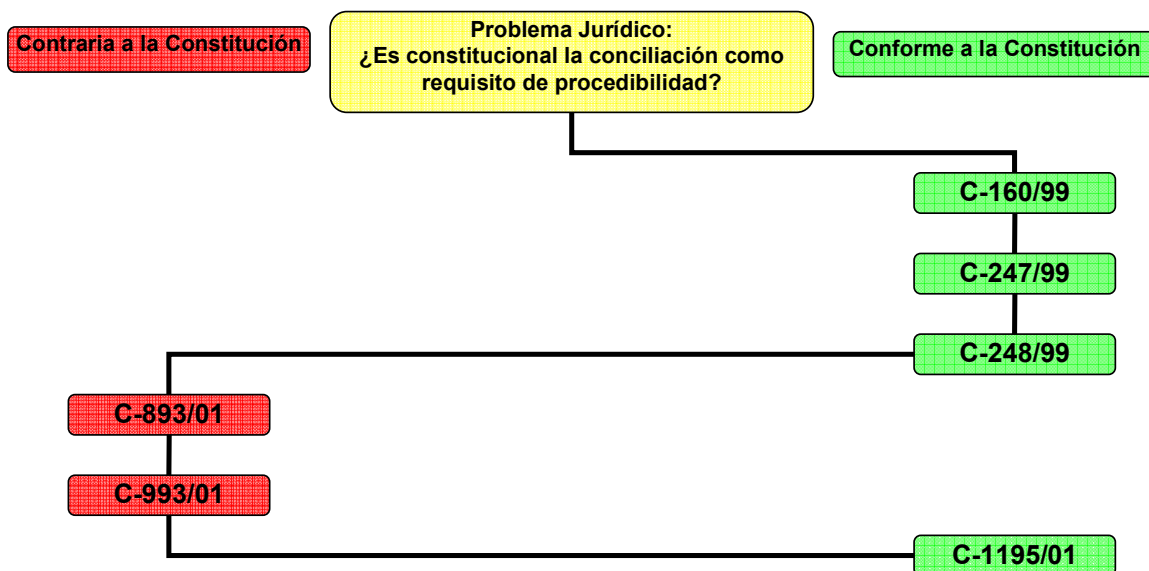 Contraria a la Constitución
Problema Jurídico:
¿Es constitucional la conciliación como
requisito de procedibilidad?
Conforme a la Constitución
C-160/99
C-247/99
C-248/99
C-893/01
C-993/01
C-1195/01